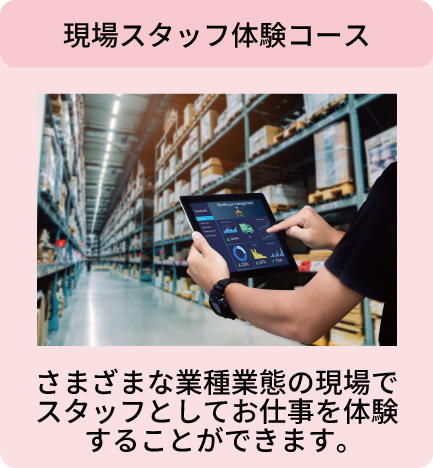 現場スタッフ体験コース
さまざまな業種業態の現場で
スタッフとしてお仕事を体験
することができます。